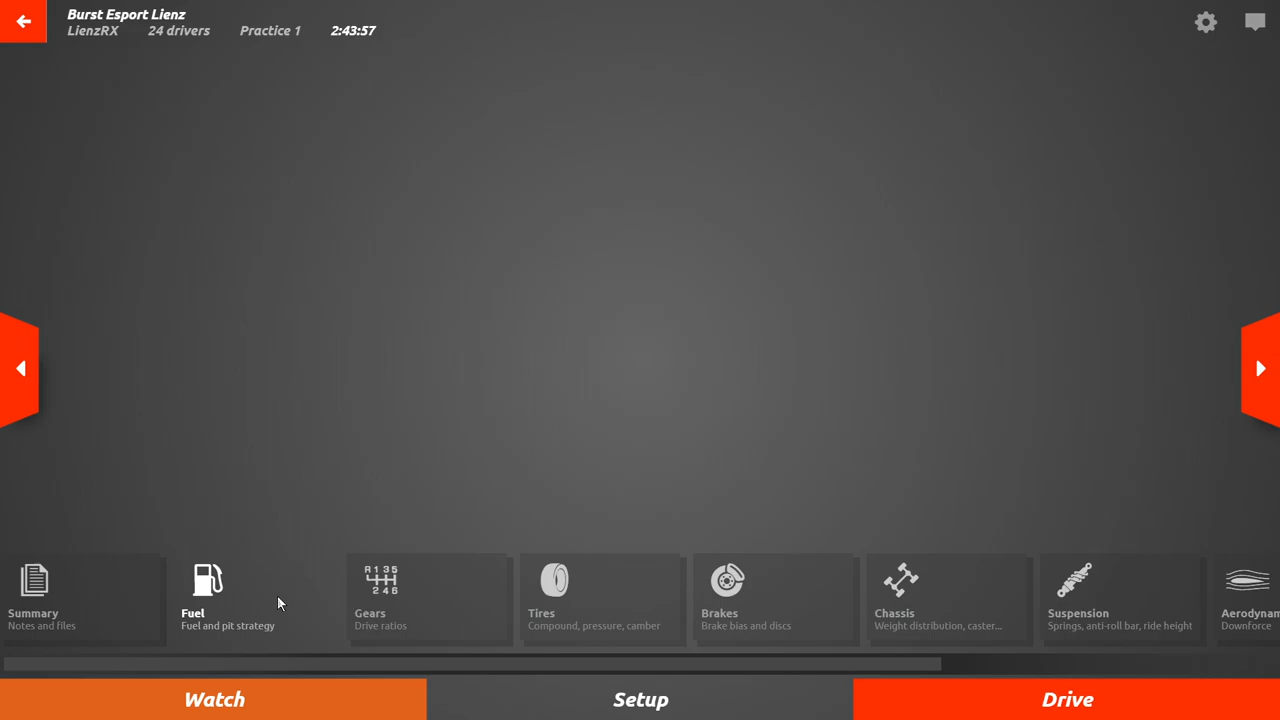 Burst Esport Lienz
LienzRX 24 drivers Practice 1 2:43:57
Summary
Notes and files
Fuel
Fuel and pit strategy
R 1 3 5
2 4 6
Gears
Drive ratios
Tires
Compound, pressure, camber
Brakes
Brake bias and discs
Chassis
Weight distribution, caster...
Suspension
Springs, anti-roll bar, ride height
Aerodynam
Downforce
Watch
Setup
Drive